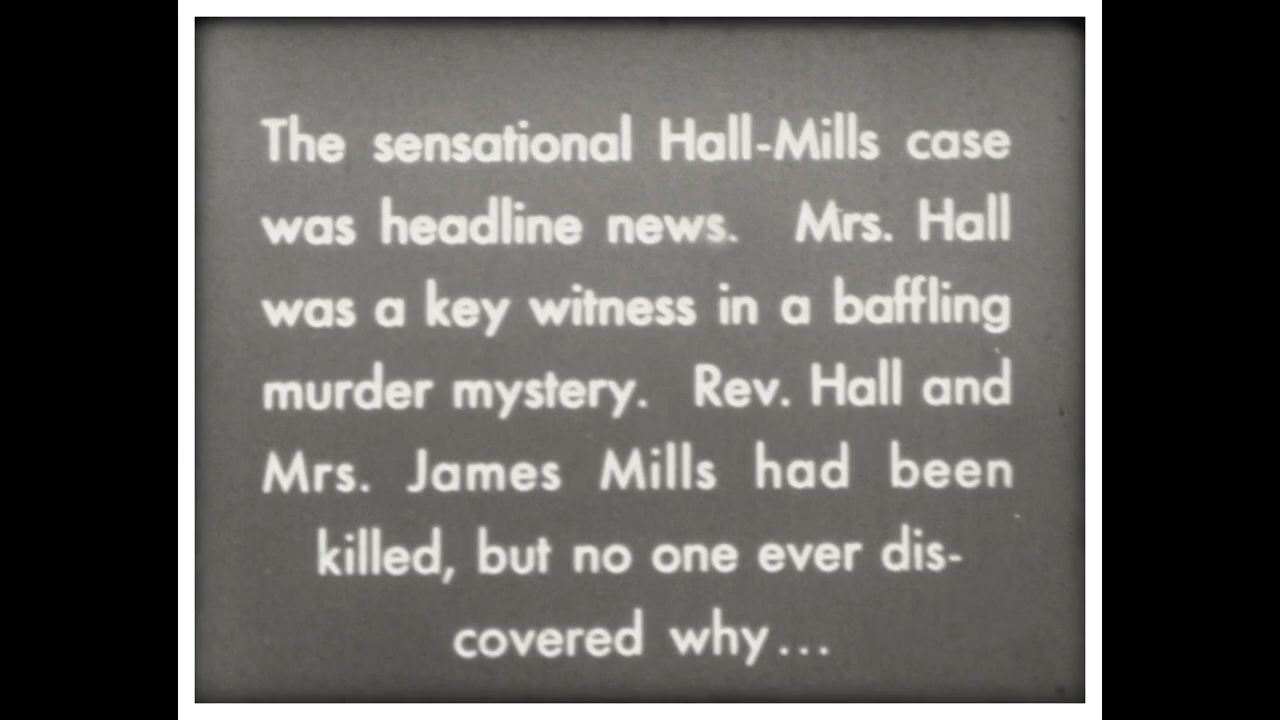 The sensational Hall-Mills case
was headline news. Mrs. Hall
was a key witness in a baffling
murder mystery. Rev. Hall and
Mrs. James Mills had been
killed, but no one ever dis-
covered why...